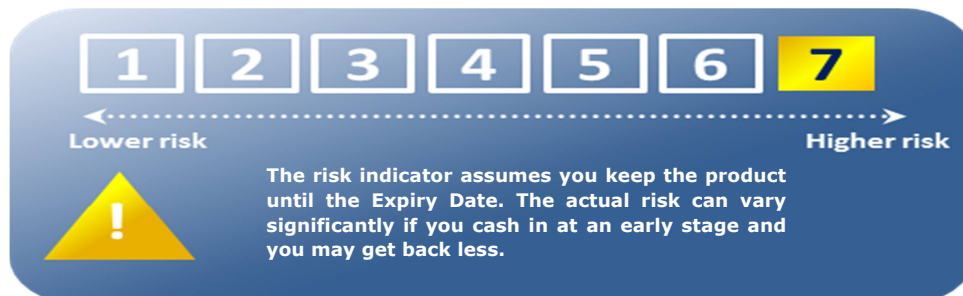 1 2 3 4 5 6 7
Lower risk Higher risk
!
The risk indicator assumes you keep the product
until the Expiry Date. The actual risk can vary
significantly if you cash in at an early stage and
you may get back less.